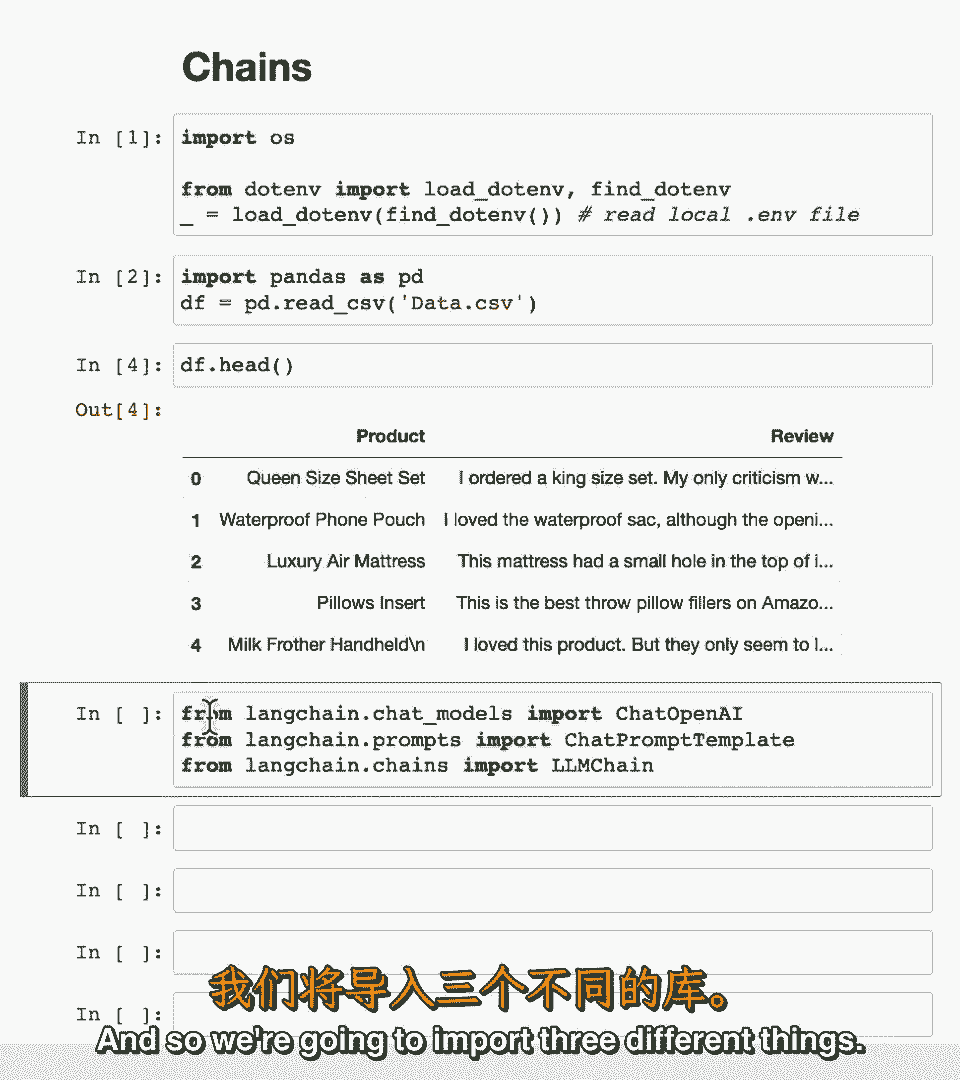 Chains
In [1]: import os
from dotenv import load_dotenv, find_dotenv
_ = load_dotenv(find_dotenv()) # read local .env file
In [2]: import pandas as pd
df = pd.read_csv('Data.csv')
In [4]: df.head()
Out[4]:
Product Review
0 Queen Size Sheet Set I ordered a king size set. My only criticism w...
1 Waterproof Phone Pouch I loved the waterproof sac, although the openi...
2 Luxury Air Mattress This mattress had a small hole in the top of i...
3 Pillows Insert This is the best throw pillow fillers on Amazo...
4 Milk Frother Handheld\n I loved this product. But they only seem to l...
In [ ]: from langchain.chat_models import ChatOpenAI
from langchain.prompts import ChatPromptTemplate
from langchain.chains import LLMChain
In [ ]:
In [ ]:
In [ ]:
In [ ]:
我们将导入三个不同的库。
And so we're going to import three different things.